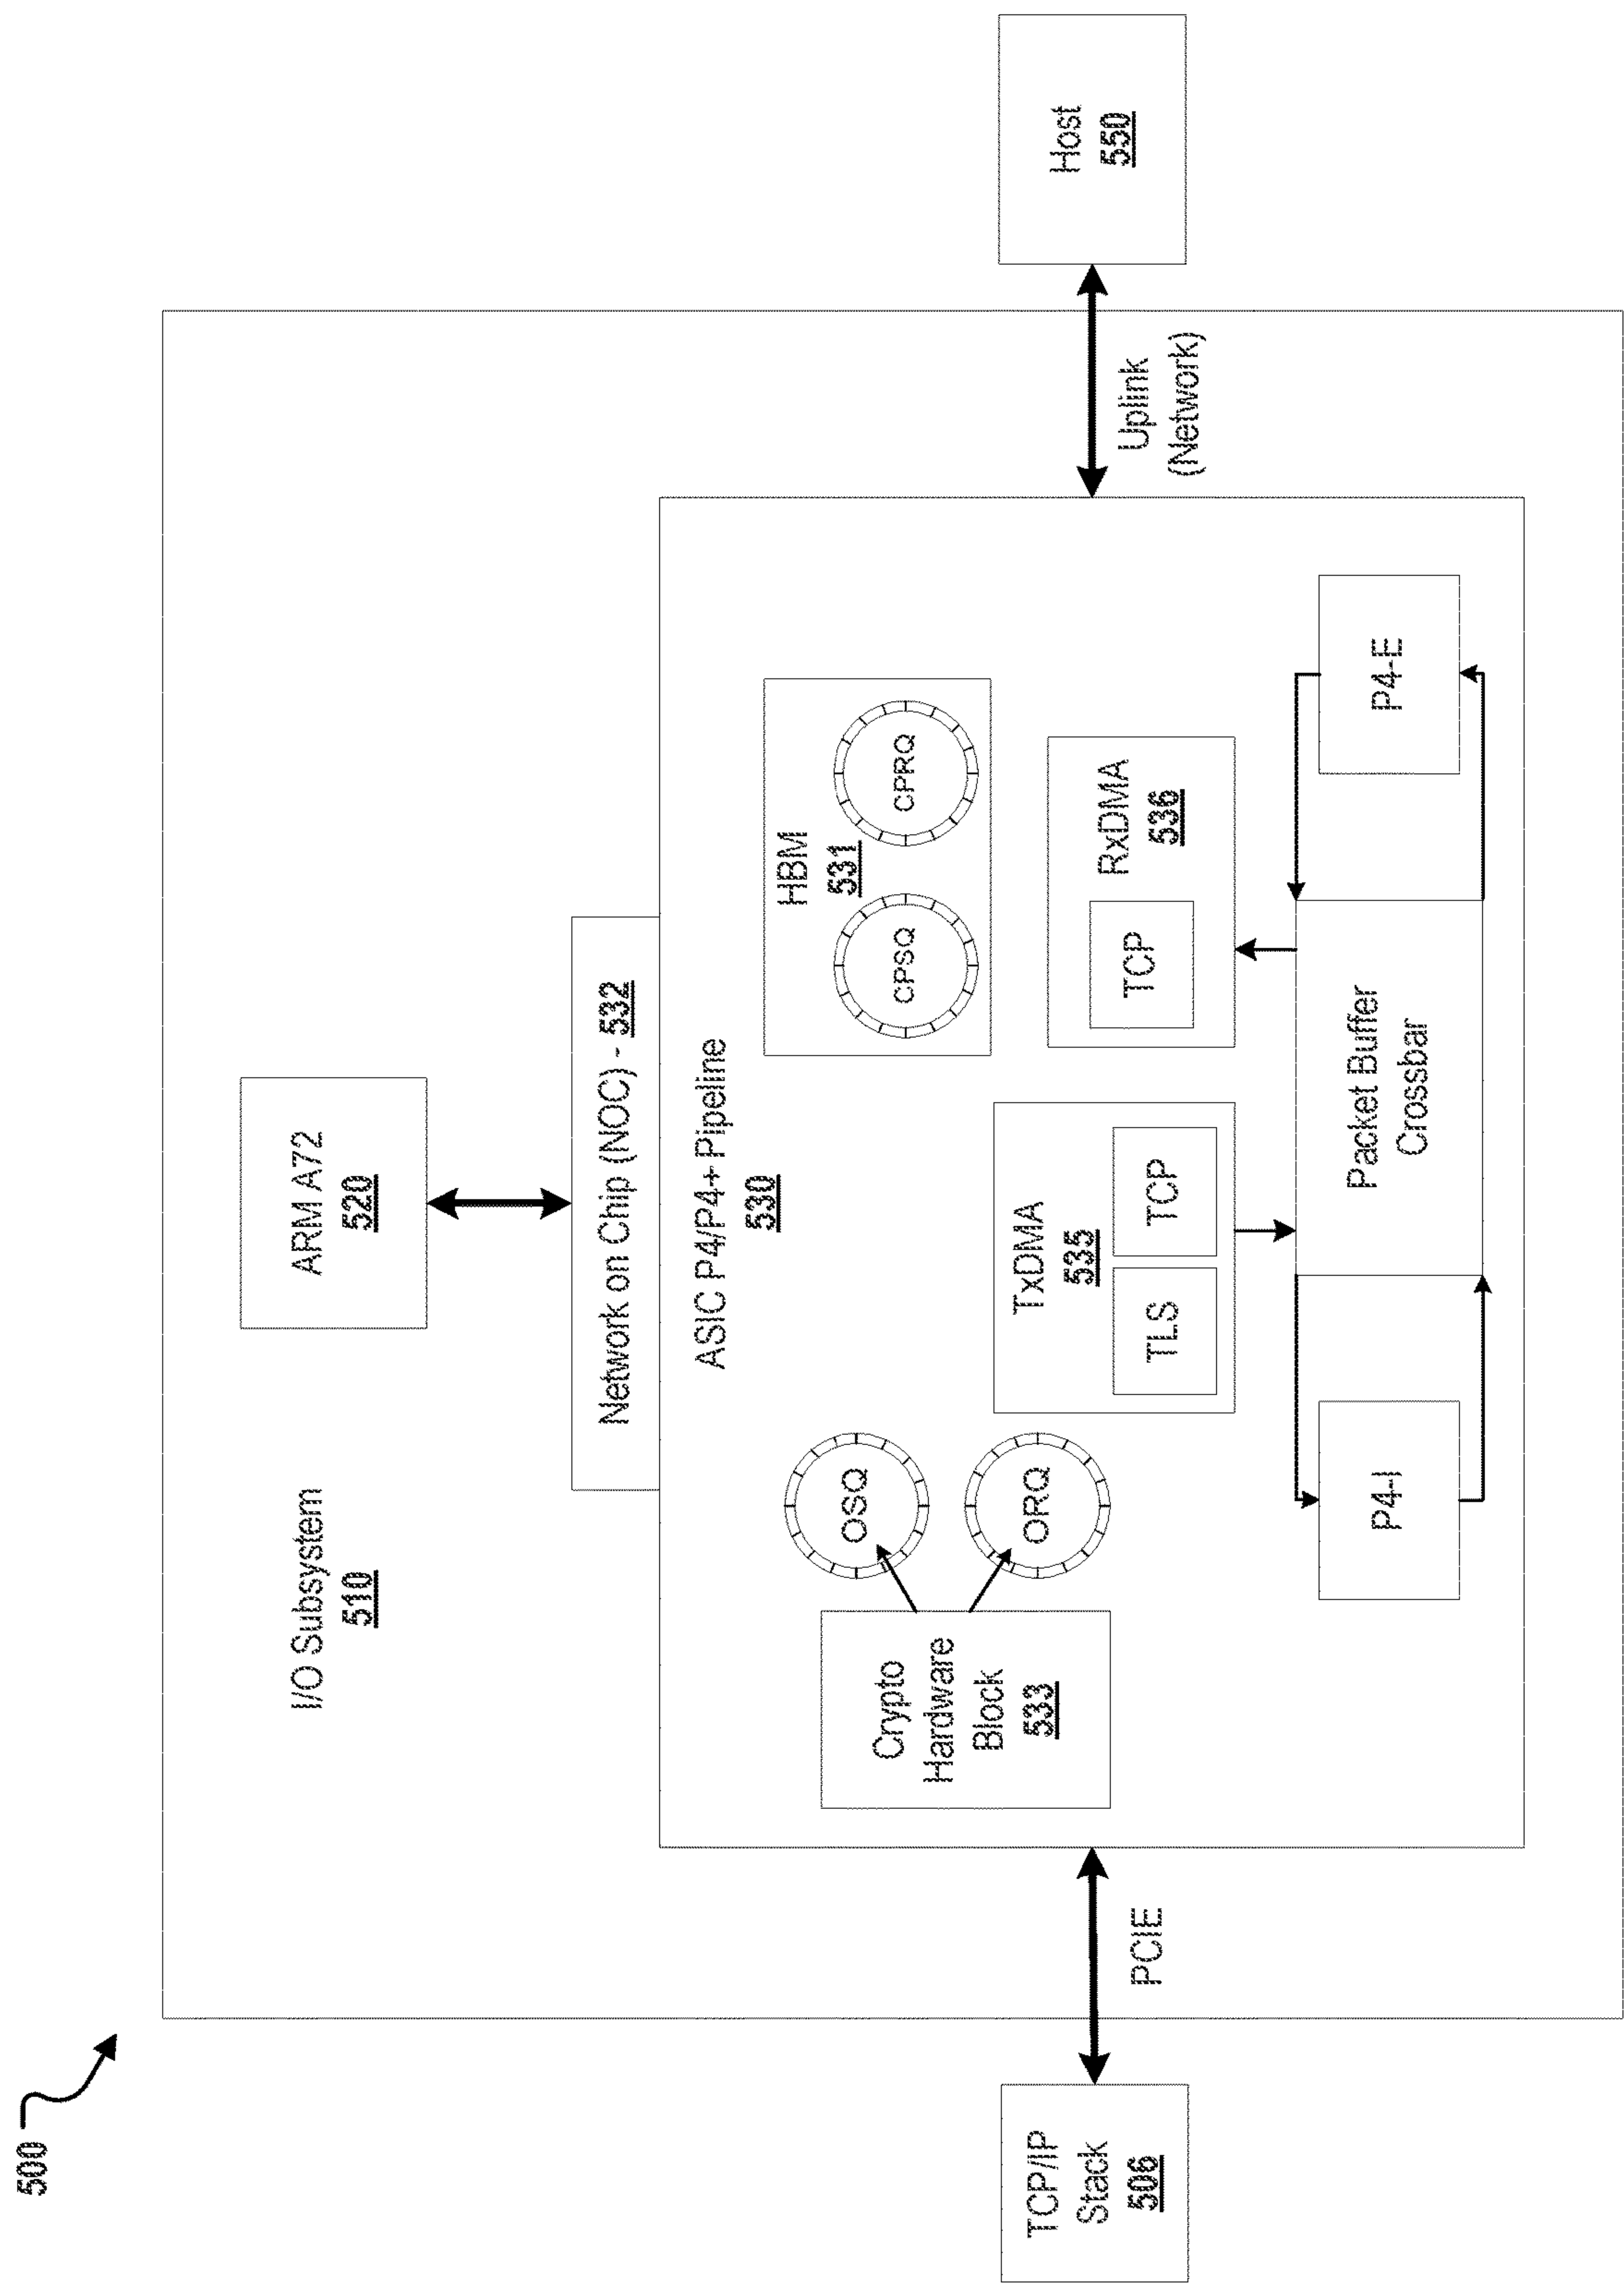 500
I/O Subsystem
510
ARM A72
520
Network on Chip (NOC) - 532
ASIC P4/P4+ Pipeline
530
Crypto
Hardware
Block
533
OSQ
ORQ
HBM
531
CPSQ
CPRQ
TxDMA
535
TLS
TCP
RxDMA
536
TCP
P4-I
Packet Buffer
Crossbar
P4-E
TCP/IP
Stack
506
PCIE
Uplink
(Network)
Host
550